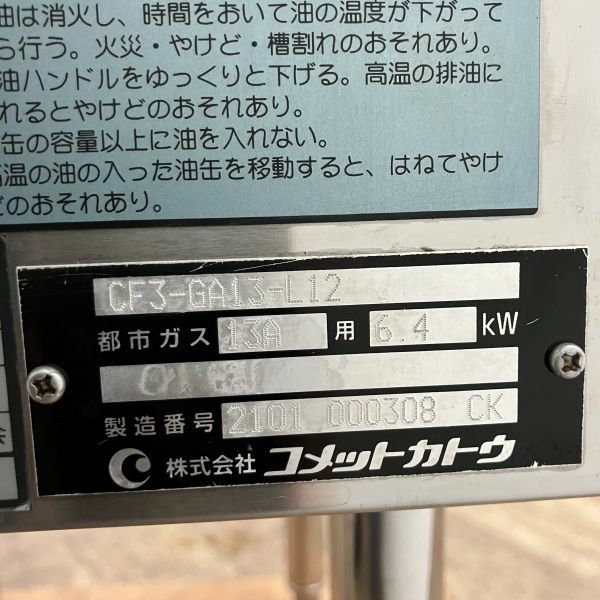 油は消火し、時間をおいて油の温度が下がって
ら行う。火災・やけど・槽割れのおそれあり。
油ハンドルをゆっくりと下げる。高温の排油に
れるとやけどのおそれあり。
缶の容量以上に油を入れない。
高温の油の入った油缶を移動すると、はねてやけ
どのおそれあり。
CF3-GA13-L12
都市ガス 13A 用 6.4 kW
製造番号 2101 000308 CK
株式会社 コメットカトウ
会